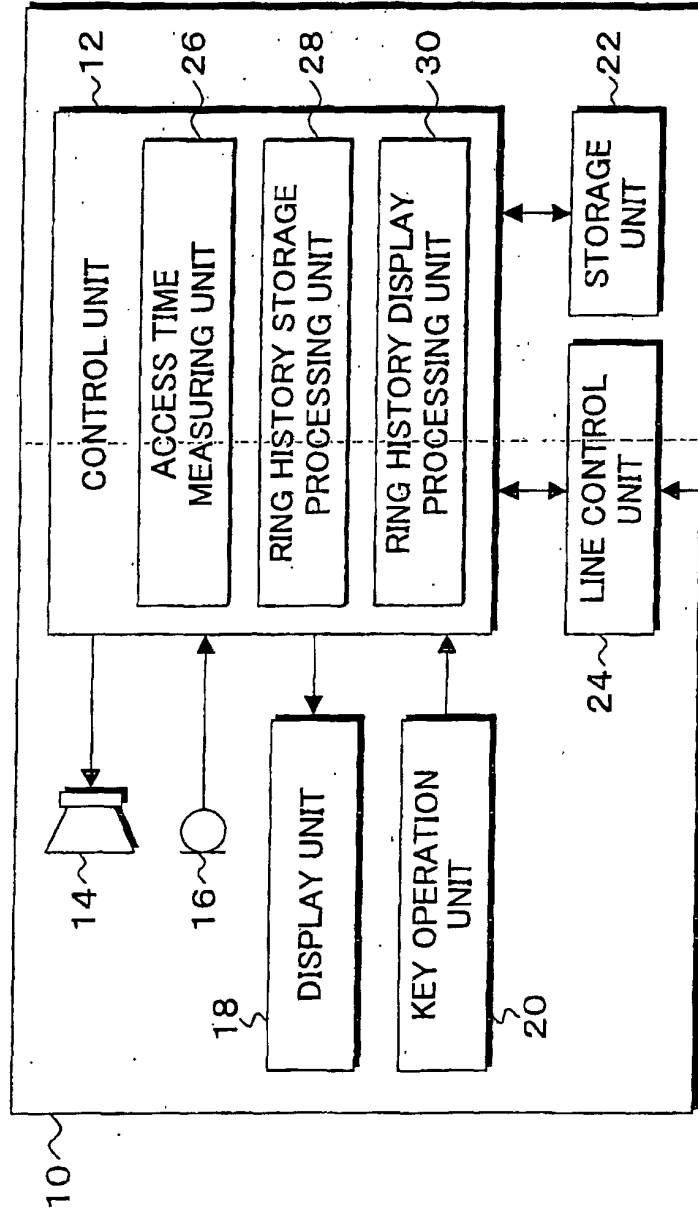 10
12
CONTROL UNIT
14
26
ACCESS TIME
MEASURING UNIT
16
28
RING HISTORY STORAGE
PROCESSING UNIT
18
DISPLAY UNIT
30
RING HISTORY DISPLAY
PROCESSING UNIT
KEY OPERATION
UNIT
20
24
LINE CONTROL
UNIT
22
STORAGE
UNIT